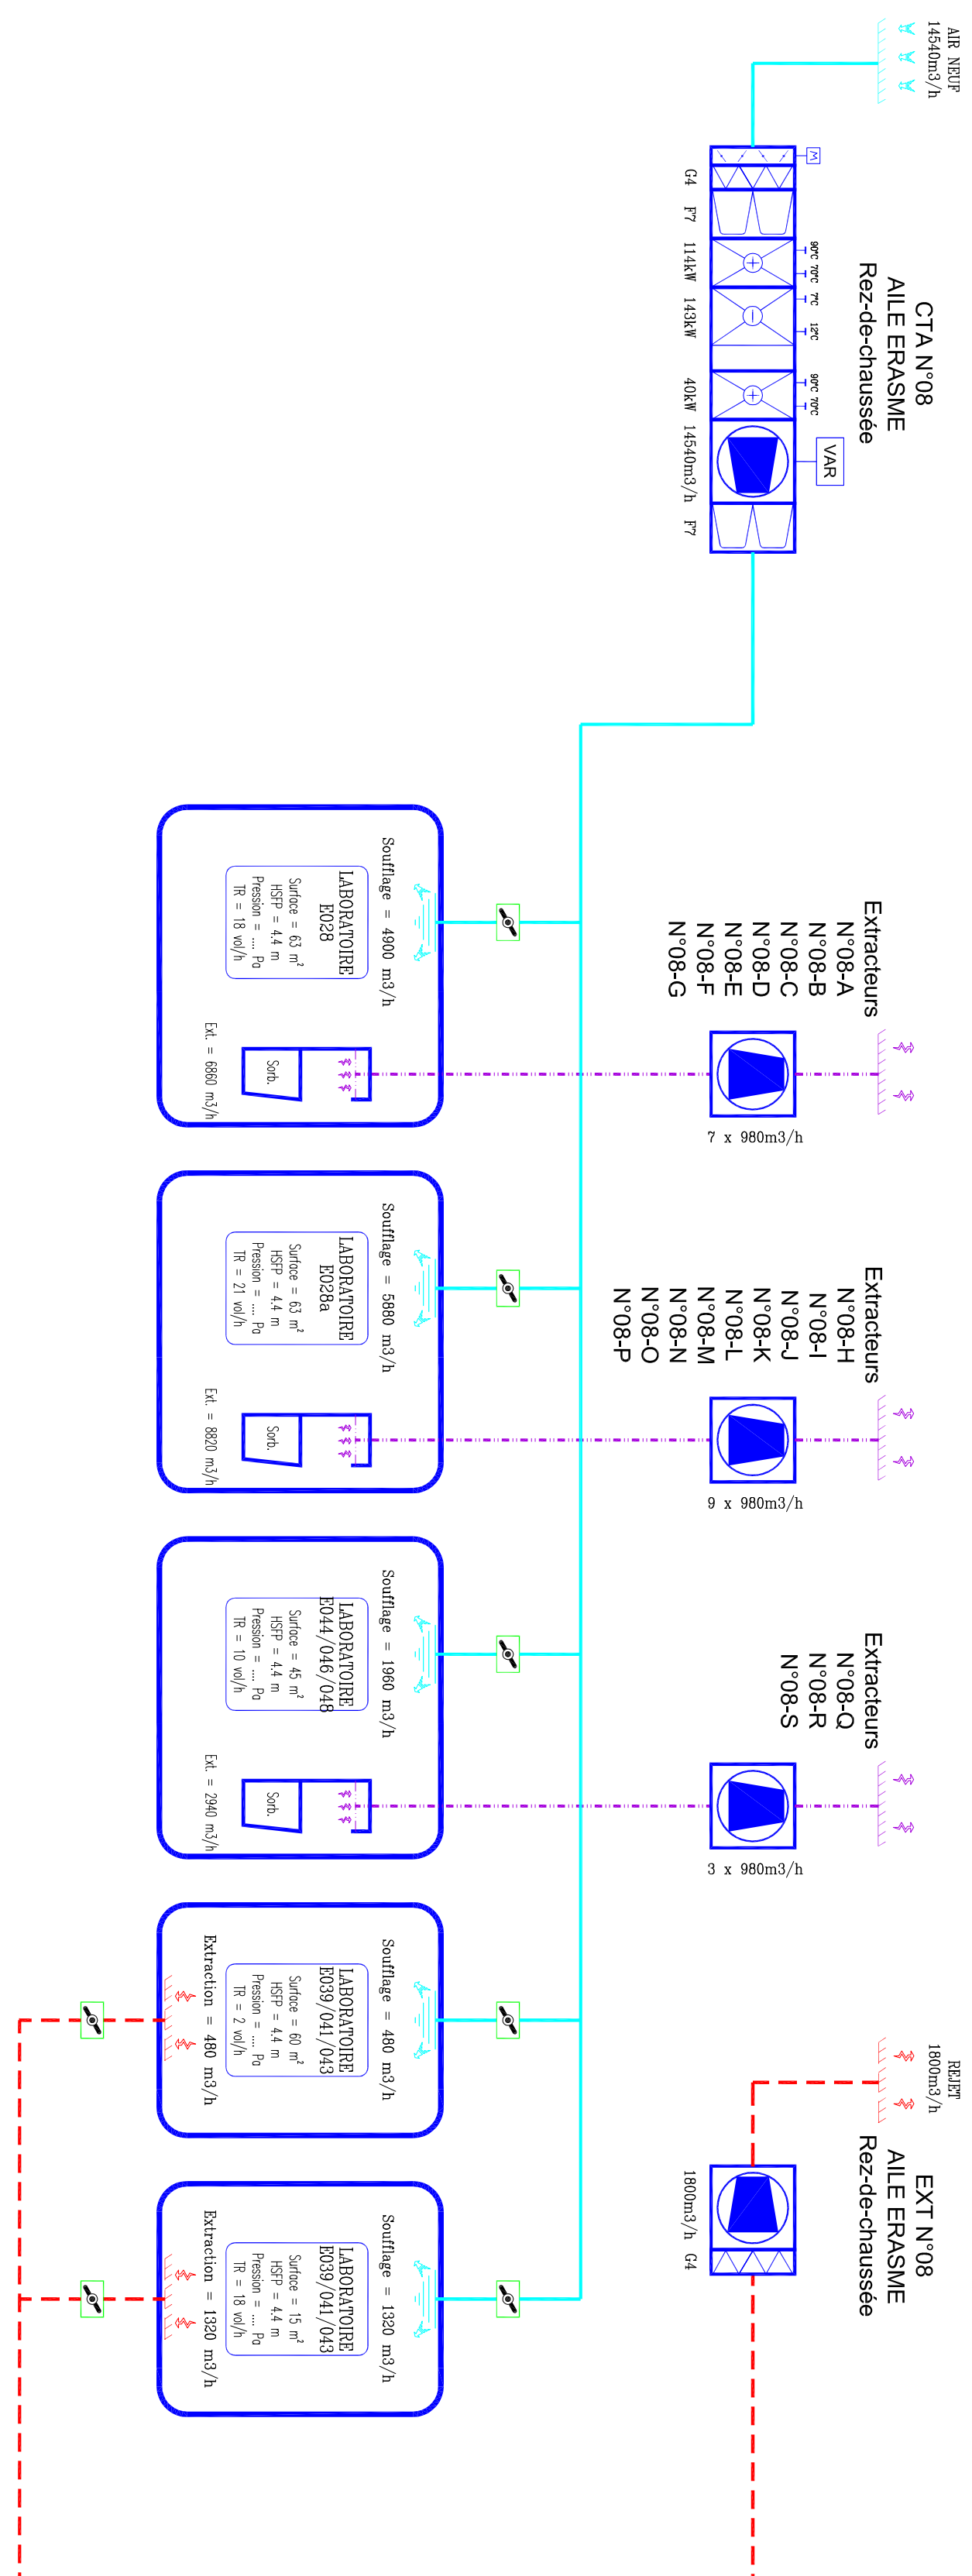 AIR NEUF
14540m3/h
CTA N°08
AILE ERASME
Rez-de-chaussée
M
90°C 70°C
7°C 12°C
90°C 70°C
VAR
G4 F7 114kW 143kW 40kW 14540m3/h F7
Extracteurs
N°08-A
N°08-B
N°08-C
N°08-D
N°08-E
N°08-F
N°08-G
7 x 980m3/h
Extracteurs
N°08-H
N°08-I
N°08-J
N°08-K
N°08-L
N°08-M
N°08-N
N°08-O
N°08-P
9 x 980m3/h
Extracteurs
N°08-Q
N°08-R
N°08-S
3 x 980m3/h
REJET
1800m3/h
EXT N°08
AILE ERASME
Rez-de-chaussée
1800m3/h G4
Soufflage = 4900 m3/h
LABORATOIRE
E028
Surface = 63 m²
HSFP = 4.4 m
Pression = .... Pa
TR = 18 vol/h
Sorb.
Ext. = 6860 m3/h
Soufflage = 5880 m3/h
LABORATOIRE
E028a
Surface = 63 m²
HSFP = 4.4 m
Pression = .... Pa
TR = 21 vol/h
Sorb.
Ext. = 8820 m3/h
Soufflage = 1960 m3/h
LABORATOIRE
E044/046/048
Surface = 45 m²
HSFP = 4.4 m
Pression = .... Pa
TR = 10 vol/h
Sorb.
Ext. = 2940 m3/h
Soufflage = 480 m3/h
LABORATOIRE
E039/041/043
Surface = 60 m²
HSFP = 4.4 m
Pression = .... Pa
TR = 2 vol/h
Extraction = 480 m3/h
Soufflage = 1320 m3/h
LABORATOIRE
E039/041/043
Surface = 15 m²
HSFP = 4.4 m
Pression = .... Pa
TR = 18 vol/h
Extraction = 1320 m3/h